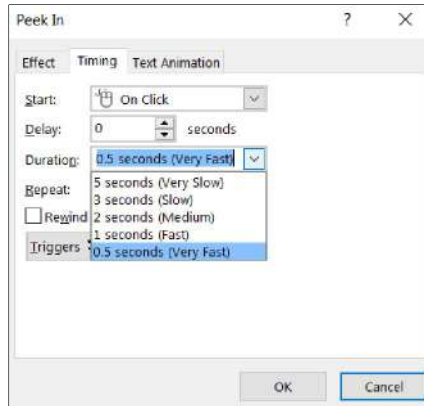 Peek In ? X
Effect Timing Text Animation
Start: On Click
Delay: 0 seconds
Duration: 0.5 seconds (Very Fast)
Repeat: 5 seconds (Very Slow)
3 seconds (Slow)
Rewind 2 seconds (Medium)
1 seconds (Fast)
Triggers 0.5 seconds (Very Fast)
OK Cancel